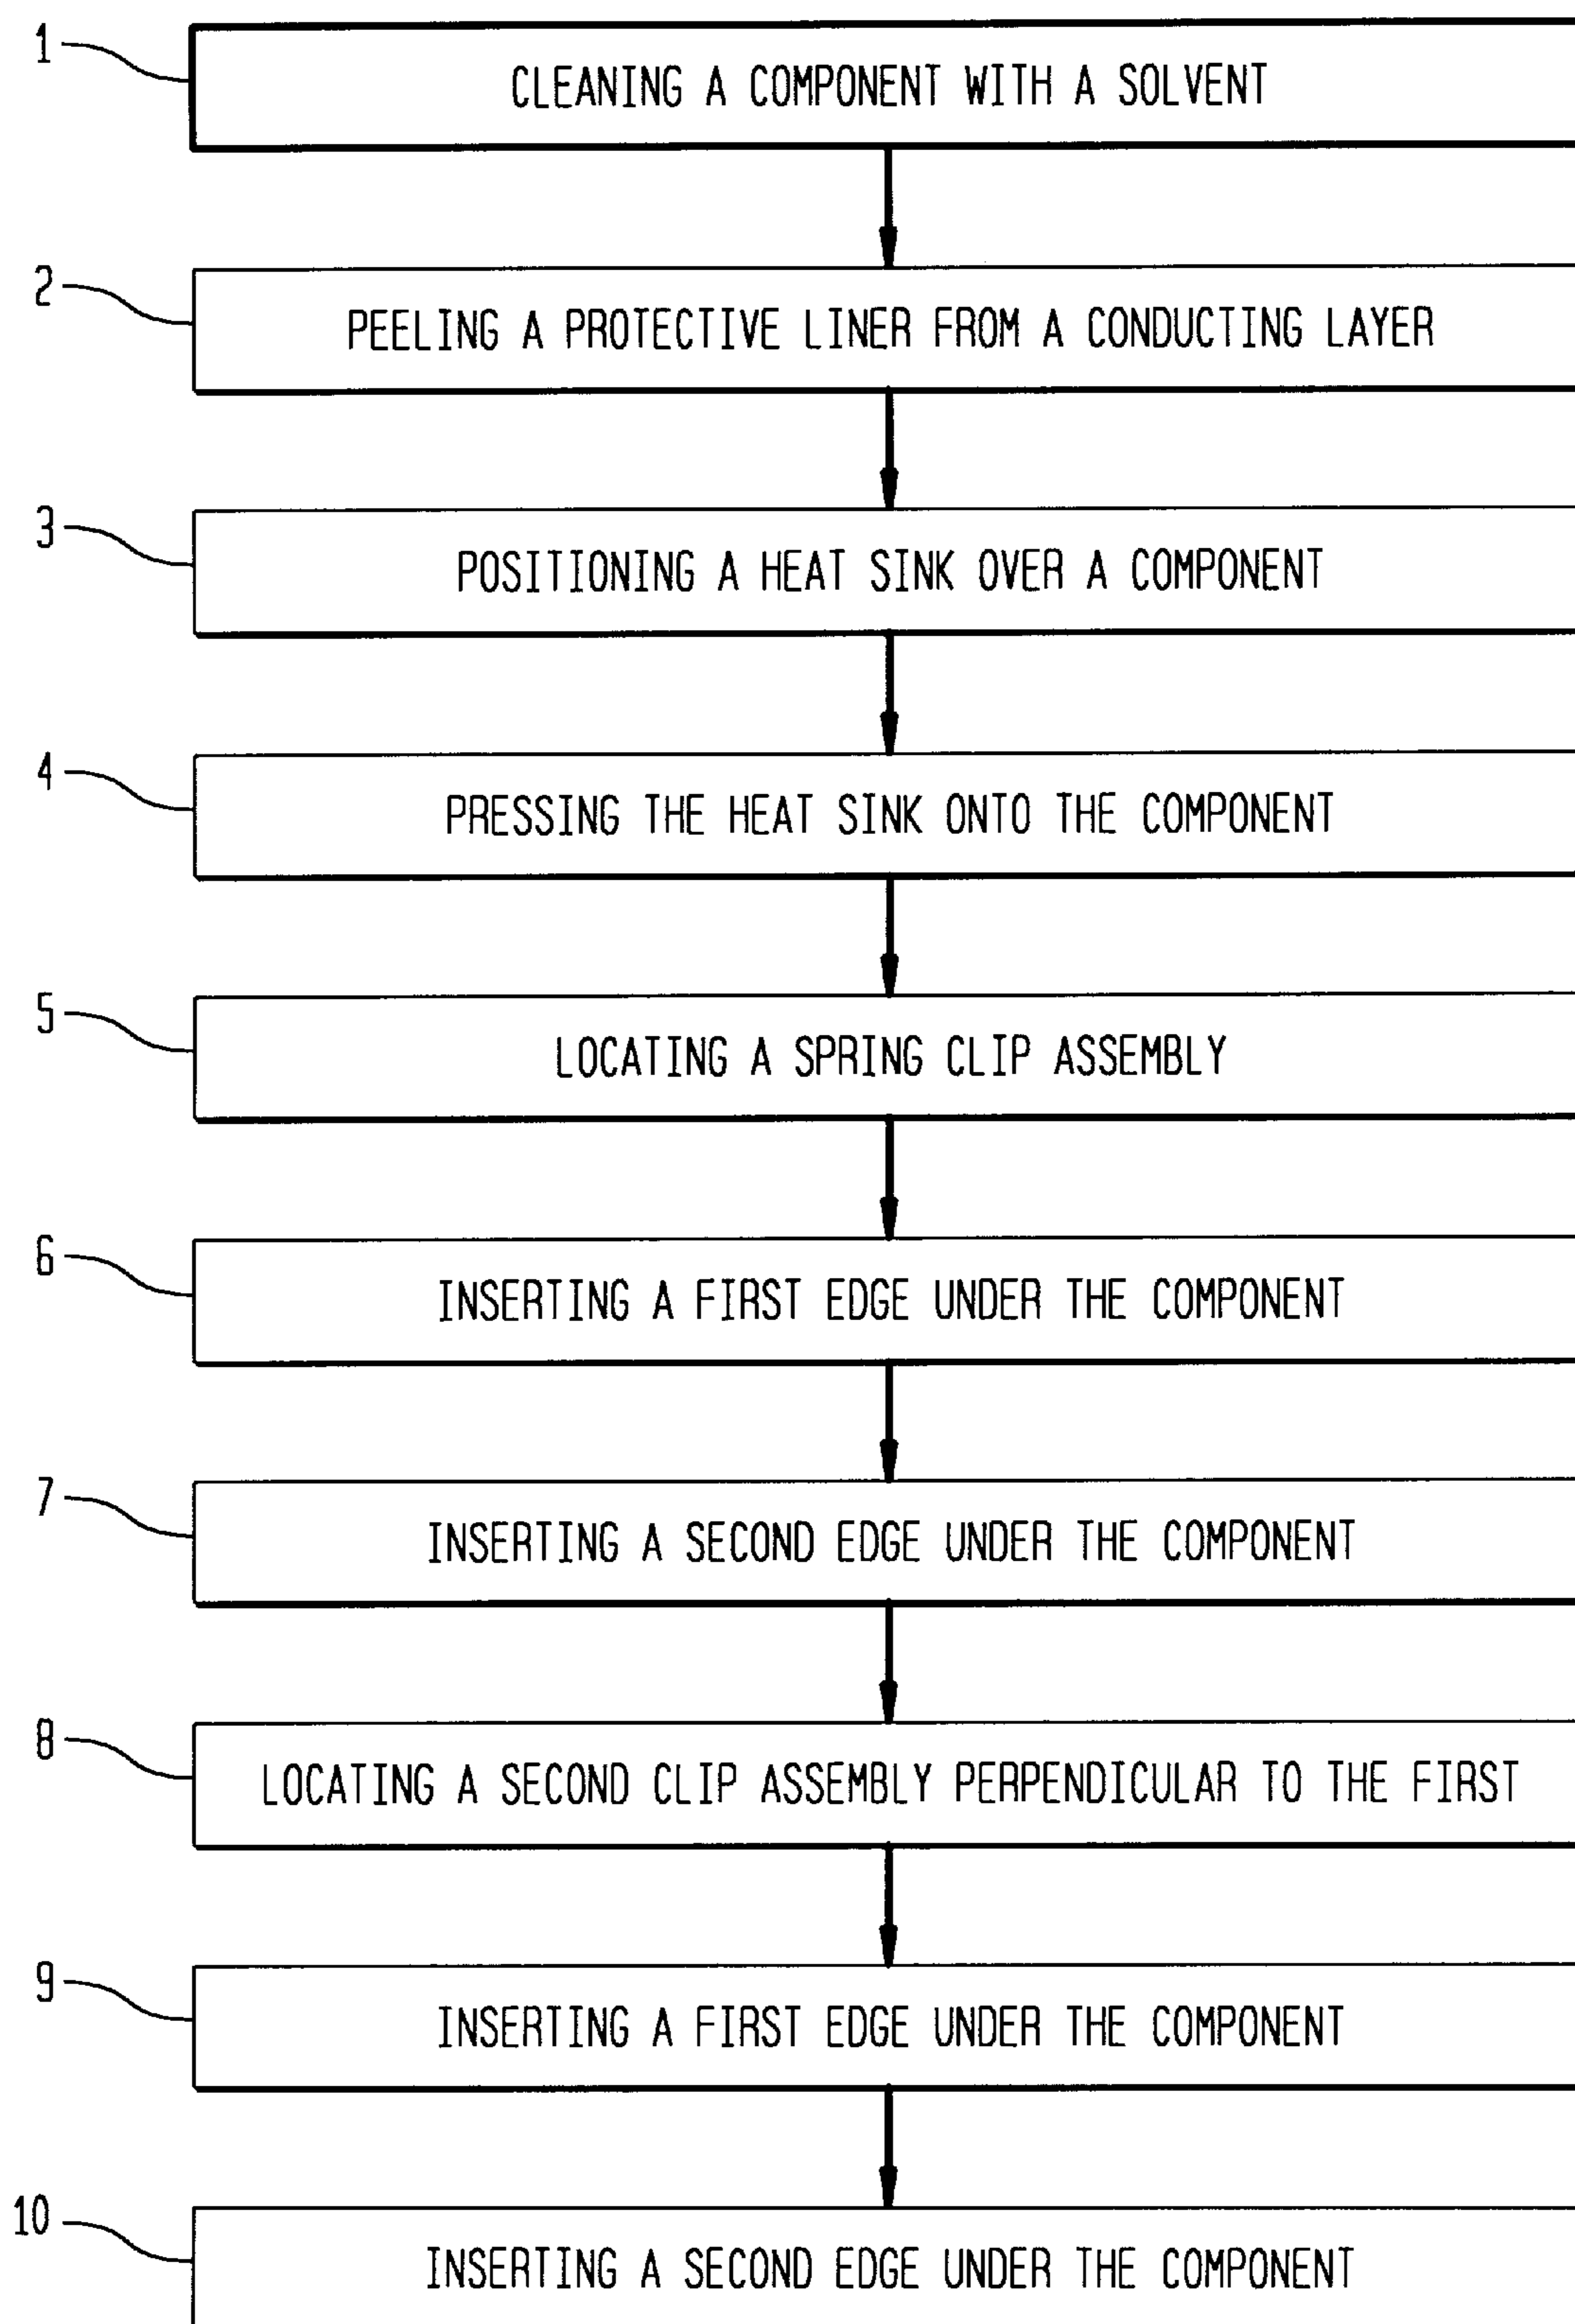 1
CLEANING A COMPONENT WITH A SOLVENT
2
PEELING A PROTECTIVE LINER FROM A CONDUCTING LAYER
3
POSITIONING A HEAT SINK OVER A COMPONENT
4
PRESSING THE HEAT SINK ONTO THE COMPONENT
5
LOCATING A SPRING CLIP ASSEMBLY
6
INSERTING A FIRST EDGE UNDER THE COMPONENT
7
INSERTING A SECOND EDGE UNDER THE COMPONENT
8
LOCATING A SECOND CLIP ASSEMBLY PERPENDICULAR TO THE FIRST
9
INSERTING A FIRST EDGE UNDER THE COMPONENT
10
INSERTING A SECOND EDGE UNDER THE COMPONENT